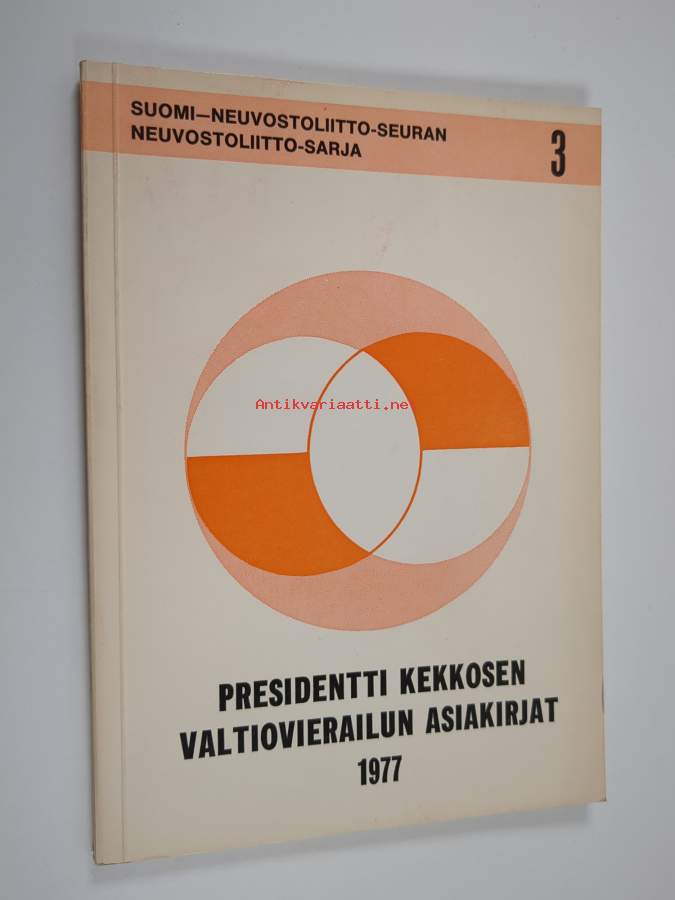 SUOMI—NEUVOSTOLIITTO-SEURAN
NEUVOSTOLIITTO-SARJA
3
Antikvariaatti.net
PRESIDENTTI KEKKOSEN
VALTIOVIERAILUN ASIAKIRJAT
1977